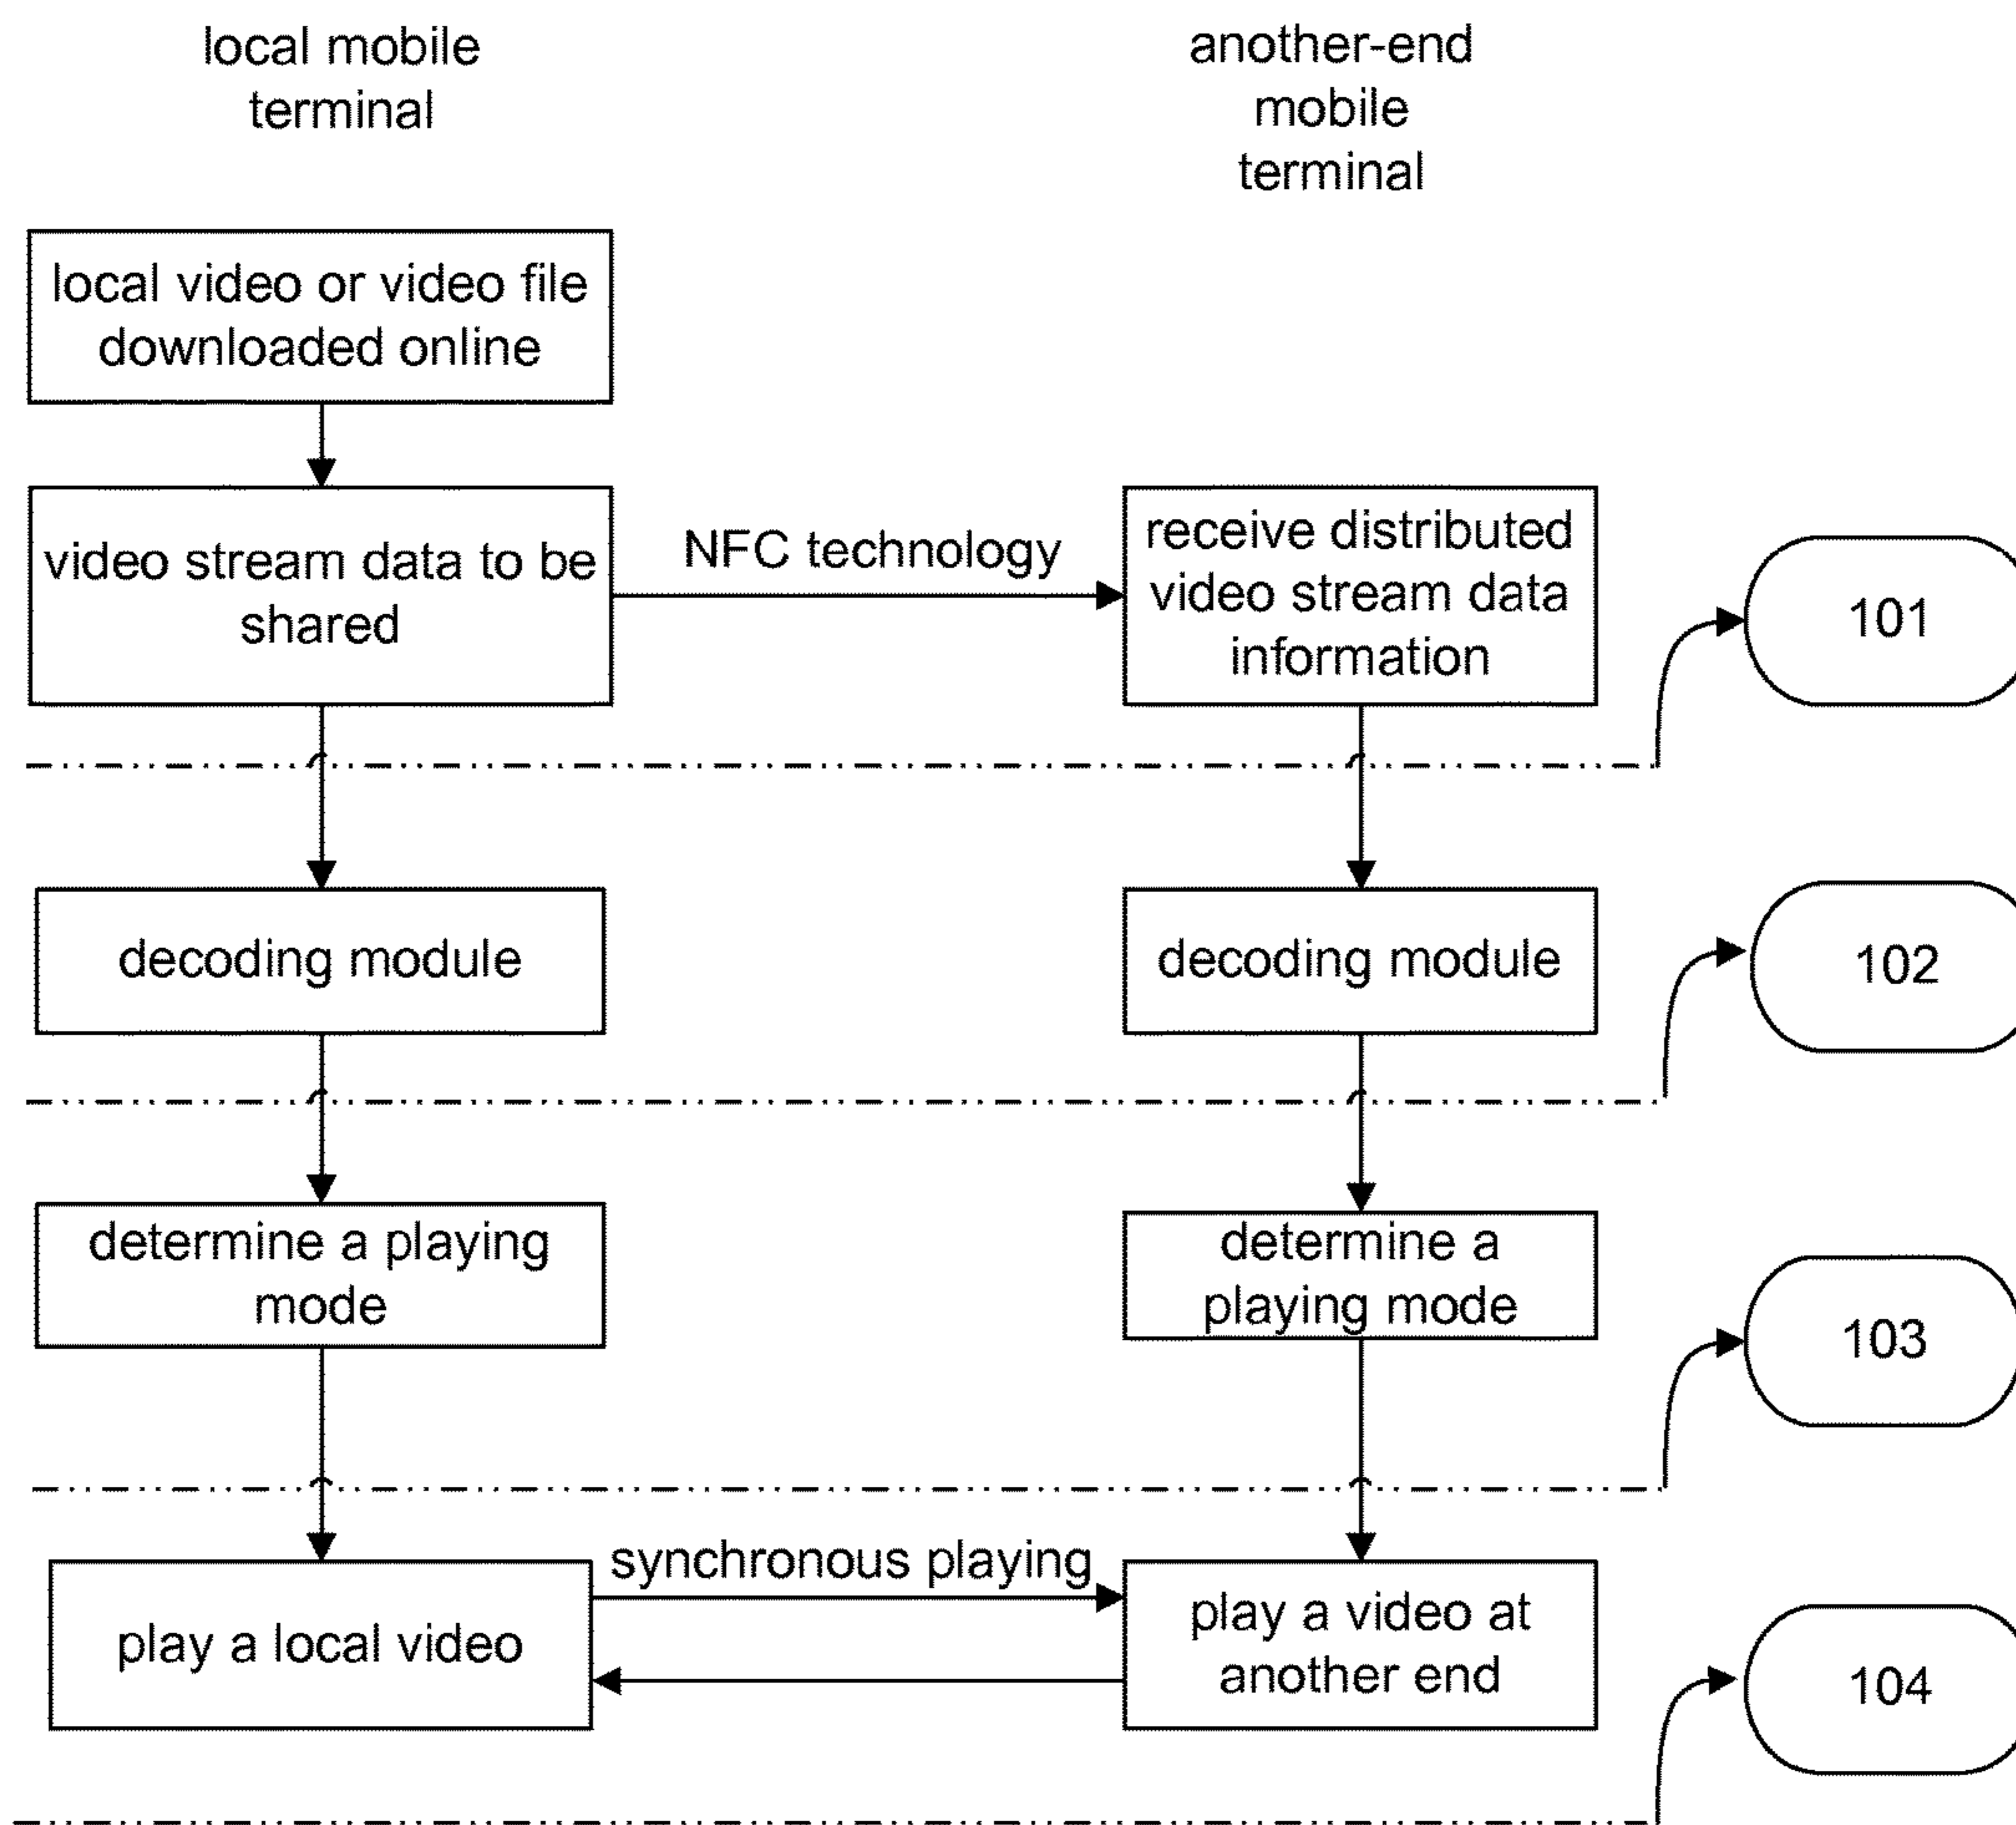 local mobile
terminal
another-end
mobile
terminal
local video or video file
downloaded online
video stream data to be
shared
NFC technology
receive distributed
video stream data
information
101
decoding module
decoding module
102
determine a playing
mode
determine a
playing mode
103
synchronous playing
play a local video
play a video at
another end
104